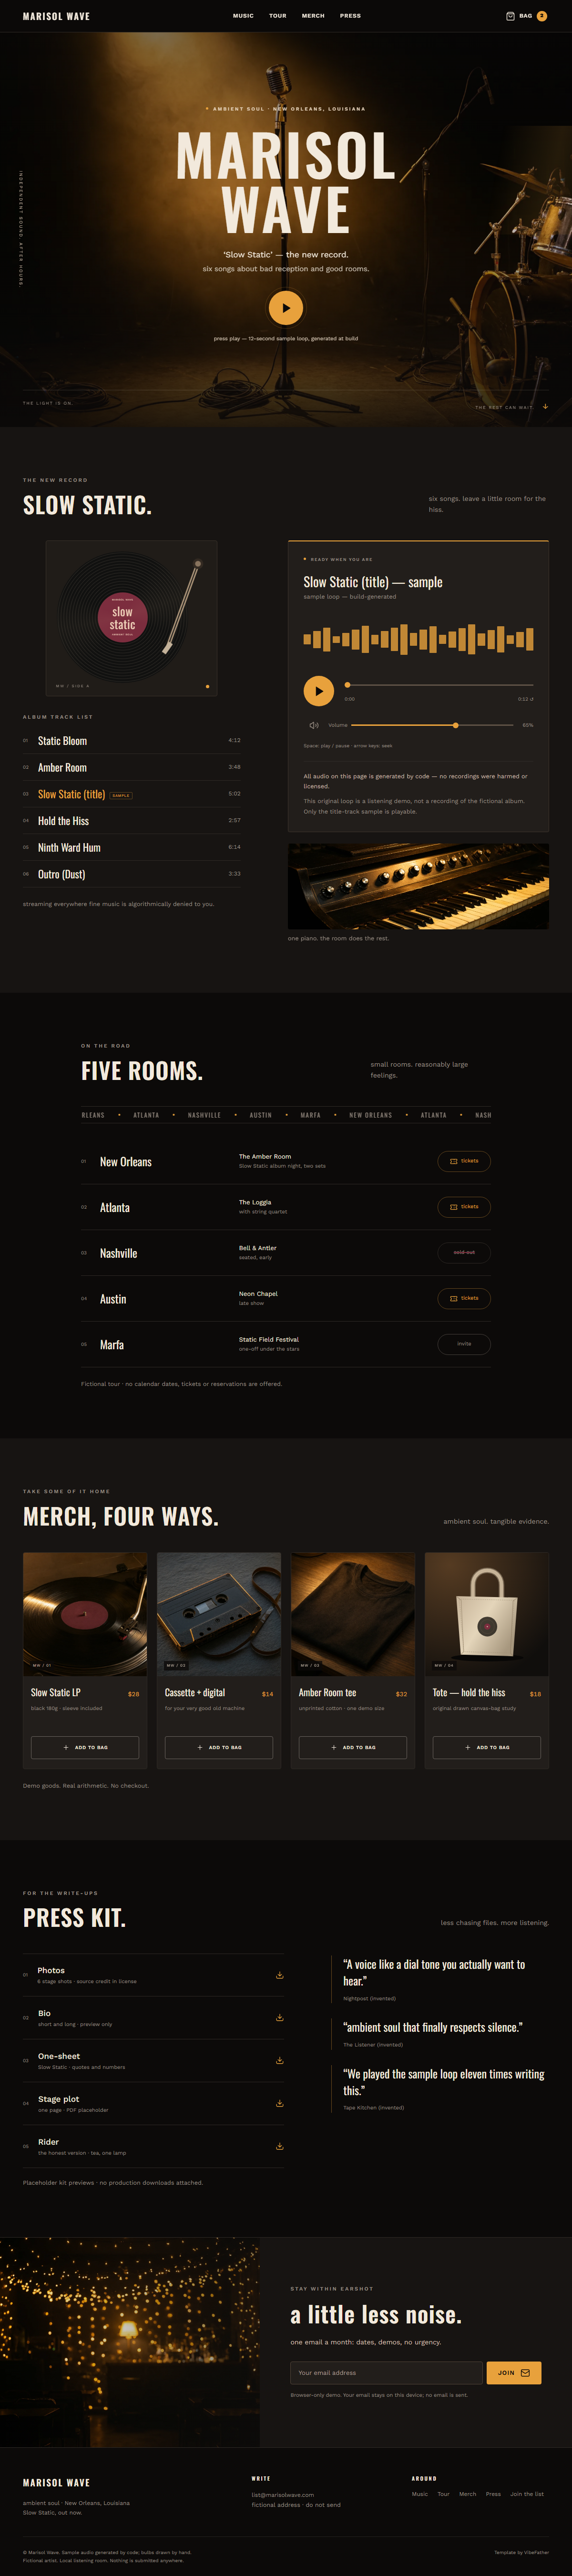 MARISOL WAVE
MUSIC TOUR MERCH PRESS
BAG 2
AMBIENT SOUL · NEW ORLEANS, LOUISIANA
INDEPENDENT SOUND. AFTER HOURS.
MARISOL
WAVE
‘Slow Static’ — the new record.
six songs about bad reception and good rooms.
press play — 12-second sample loop, generated at build
THE LIGHT IS ON.
THE REST CAN WAIT.
THE NEW RECORD
SLOW STATIC.
six songs. leave a little room for the
hiss.
MARISOL WAVE
slow
static
AMBIENT SOUL
MW / SIDE A
ALBUM TRACK LIST
01 Static Bloom 4:12
02 Amber Room 3:48
03 Slow Static (title) SAMPLE 5:02
04 Hold the Hiss 2:57
05 Ninth Ward Hum 6:14
06 Outro (Dust) 3:33
streaming everywhere fine music is algorithmically denied to you.
READY WHEN YOU ARE
Slow Static (title) — sample
sample loop — build-generated
0:00 0:12
Volume 65%
Space: play / pause · arrow keys: seek
All audio on this page is generated by code — no recordings were harmed or
licensed.
This original loop is a listening demo, not a recording of the fictional album.
Only the title-track sample is playable.
one piano. the room does the rest.
ON THE ROAD
FIVE ROOMS.
small rooms. reasonably large
feelings.
RLEANS ATLANTA NASHVILLE AUSTIN MARFA NEW ORLEANS ATLANTA NASH
01 New Orleans
The Amber Room
Slow Static album night, two sets
tickets
02 Atlanta
The Loggia
with string quartet
tickets
03 Nashville
Bell & Antler
seated, early
sold-out
04 Austin
Neon Chapel
late show
tickets
05 Marfa
Static Field Festival
one-off under the stars
invite
Fictional tour · no calendar dates, tickets or reservations are offered.
TAKE SOME OF IT HOME
MERCH, FOUR WAYS.
ambient soul. tangible evidence.
MW / 01
Slow Static LP $28
black 180g · sleeve included
ADD TO BAG
MW / 02
Cassette + digital $14
for your very good old machine
ADD TO BAG
MW / 03
Amber Room tee $32
unprinted cotton · one demo size
ADD TO BAG
MW / 04
Tote — hold the hiss $18
original drawn canvas-bag study
ADD TO BAG
Demo goods. Real arithmetic. No checkout.
FOR THE WRITE-UPS
PRESS KIT.
less chasing files. more listening.
01 Photos
6 stage shots · source credit in license
02 Bio
short and long · preview only
03 One-sheet
Slow Static · quotes and numbers
04 Stage plot
one page · PDF placeholder
05 Rider
the honest version · tea, one lamp
Placeholder kit previews · no production downloads attached.
“A voice like a dial tone you actually want to
hear.”
Nightpost (invented)
“ambient soul that finally respects silence.”
The Listener (invented)
“We played the sample loop eleven times writing
this.”
Tape Kitchen (invented)
STAY WITHIN EARSHOT
a little less noise.
one email a month: dates, demos, no urgency.
Your email address
JOIN
Browser-only demo. Your email stays on this device; no email is sent.
MARISOL WAVE
ambient soul · New Orleans, Louisiana
Slow Static, out now.
WRITE
list@marisolwave.com
fictional address · do not send
AROUND
Music Tour Merch Press Join the list
© Marisol Wave. Sample audio generated by code; bulbs drawn by hand.
Fictional artist. Local listening room. Nothing is submitted anywhere.
Template by VibeFather